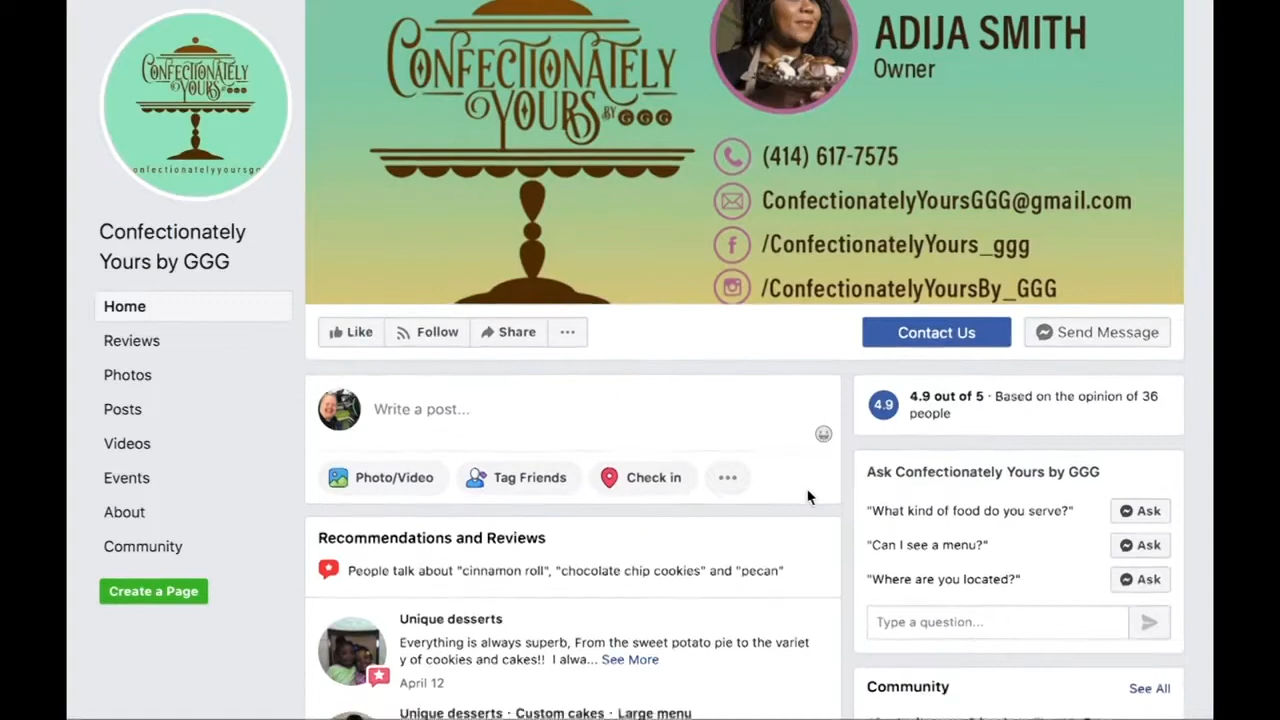 CONFECTIONATELY
YOURS BY GGG
confectionatelyyoursgg
Confectionately
Yours by GGG
Home
Reviews
Photos
Posts
Videos
Events
About
Community
Create a Page
CONFECTIONATELY
YOURS BY GGG
ADIJA SMITH
Owner
(414) 617-7575
ConfectionatelyYoursGGG@gmail.com
/ConfectionatelyYours_ggg
/ConfectionatelyYoursBy_GGG
Like Follow Share ...
Contact Us Send Message
Write a post...
Photo/Video Tag Friends Check in ...
Recommendations and Reviews
People talk about "cinnamon roll", "chocolate chip cookies" and "pecan"
Unique desserts
Everything is always superb, From the sweet potato pie to the variet
y of cookies and cakes!! I alwa... See More
April 12
Unique desserts · Custom cakes · Large menu
4.9 4.9 out of 5 · Based on the opinion of 36
people
Ask Confectionately Yours by GGG
"What kind of food do you serve?" Ask
"Can I see a menu?" Ask
"Where are you located?" Ask
Type a question...
Community See All